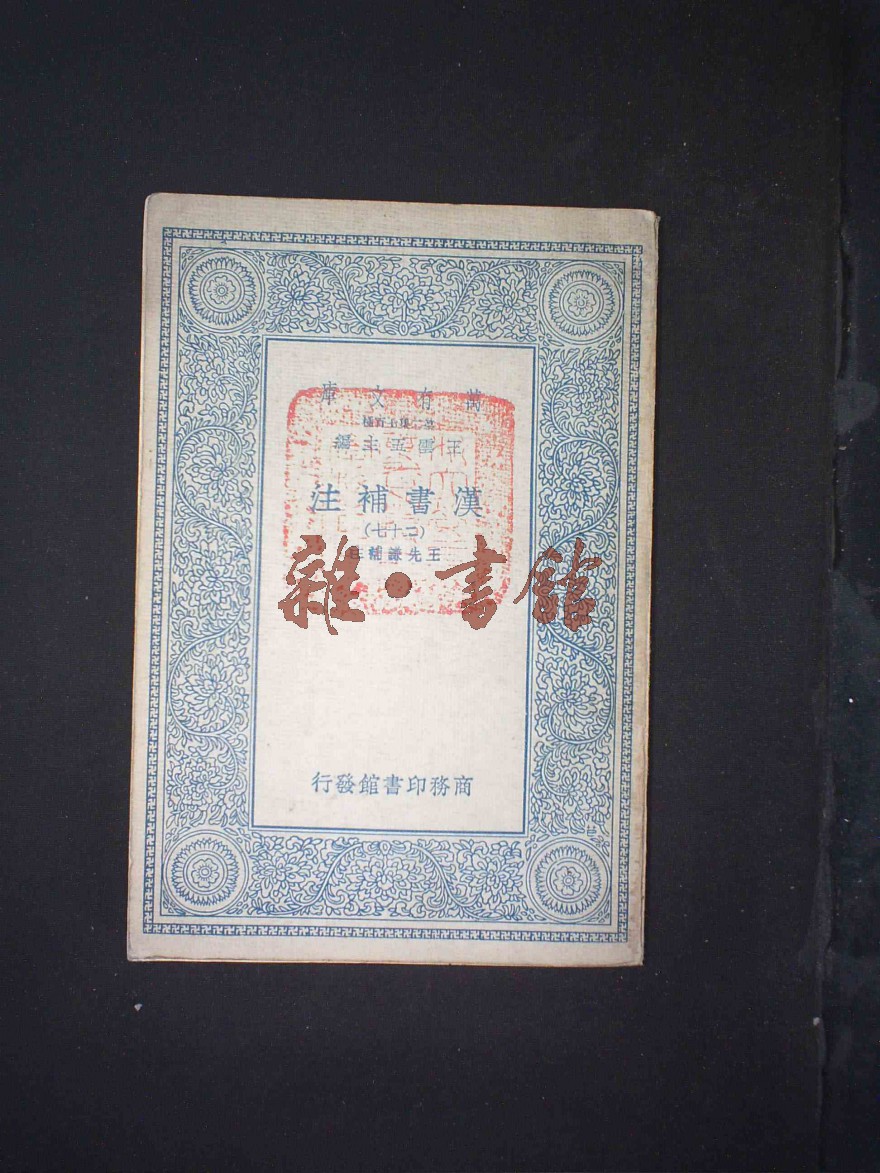 萬有文庫
第二集七百種
王雲五主編
漢書補注
(二十七)
王先謙補注
雜·書館
商務印書館發行